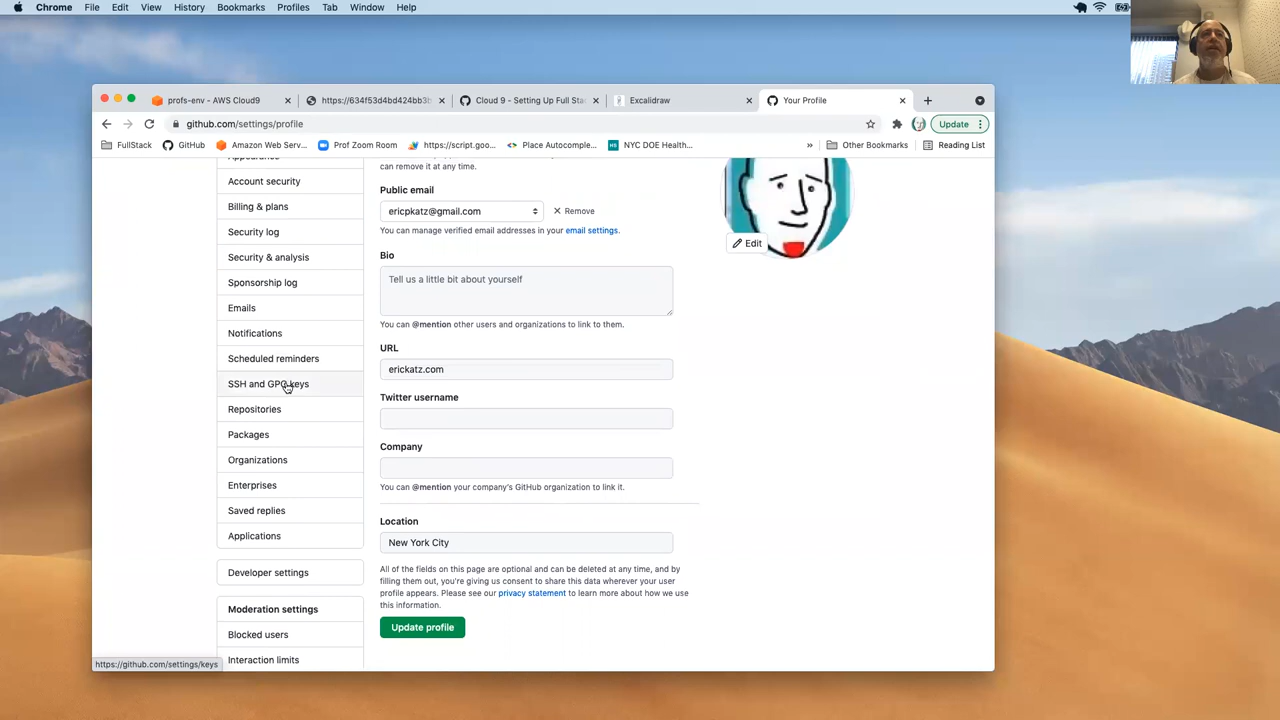 Chrome File Edit View History Bookmarks Profiles Tab Window Help
profs-env - AWS Cloud9
https://634f53d4bd424bb3b
Cloud 9 - Setting Up Full Sta
Excalidraw
Your Profile
github.com/settings/profile
Update
FullStack
GitHub
Amazon Web Serv...
Prof Zoom Room
https://script.goo...
Place Autocomple...
NYC DOE Health...
»
Other Bookmarks
Reading List
Appearance
Account security
Billing & plans
Security log
Security & analysis
Sponsorship log
Emails
Notifications
Scheduled reminders
SSH and GPG keys
Repositories
Packages
Organizations
Enterprises
Saved replies
Applications
Developer settings
Moderation settings
Blocked users
Interaction limits
https://github.com/settings/keys
can remove it at any time.
Public email
ericpkatz@gmail.com
Remove
You can manage verified email addresses in your email settings.
Bio
Tell us a little bit about yourself
You can @mention other users and organizations to link to them.
URL
erickatz.com
Twitter username
Company
You can @mention your company's GitHub organization to link it.
Location
New York City
All of the fields on this page are optional and can be deleted at any time, and by
filling them out, you're giving us consent to share this data wherever your user
profile appears. Please see our privacy statement to learn more about how we use
this information.
Update profile
Edit